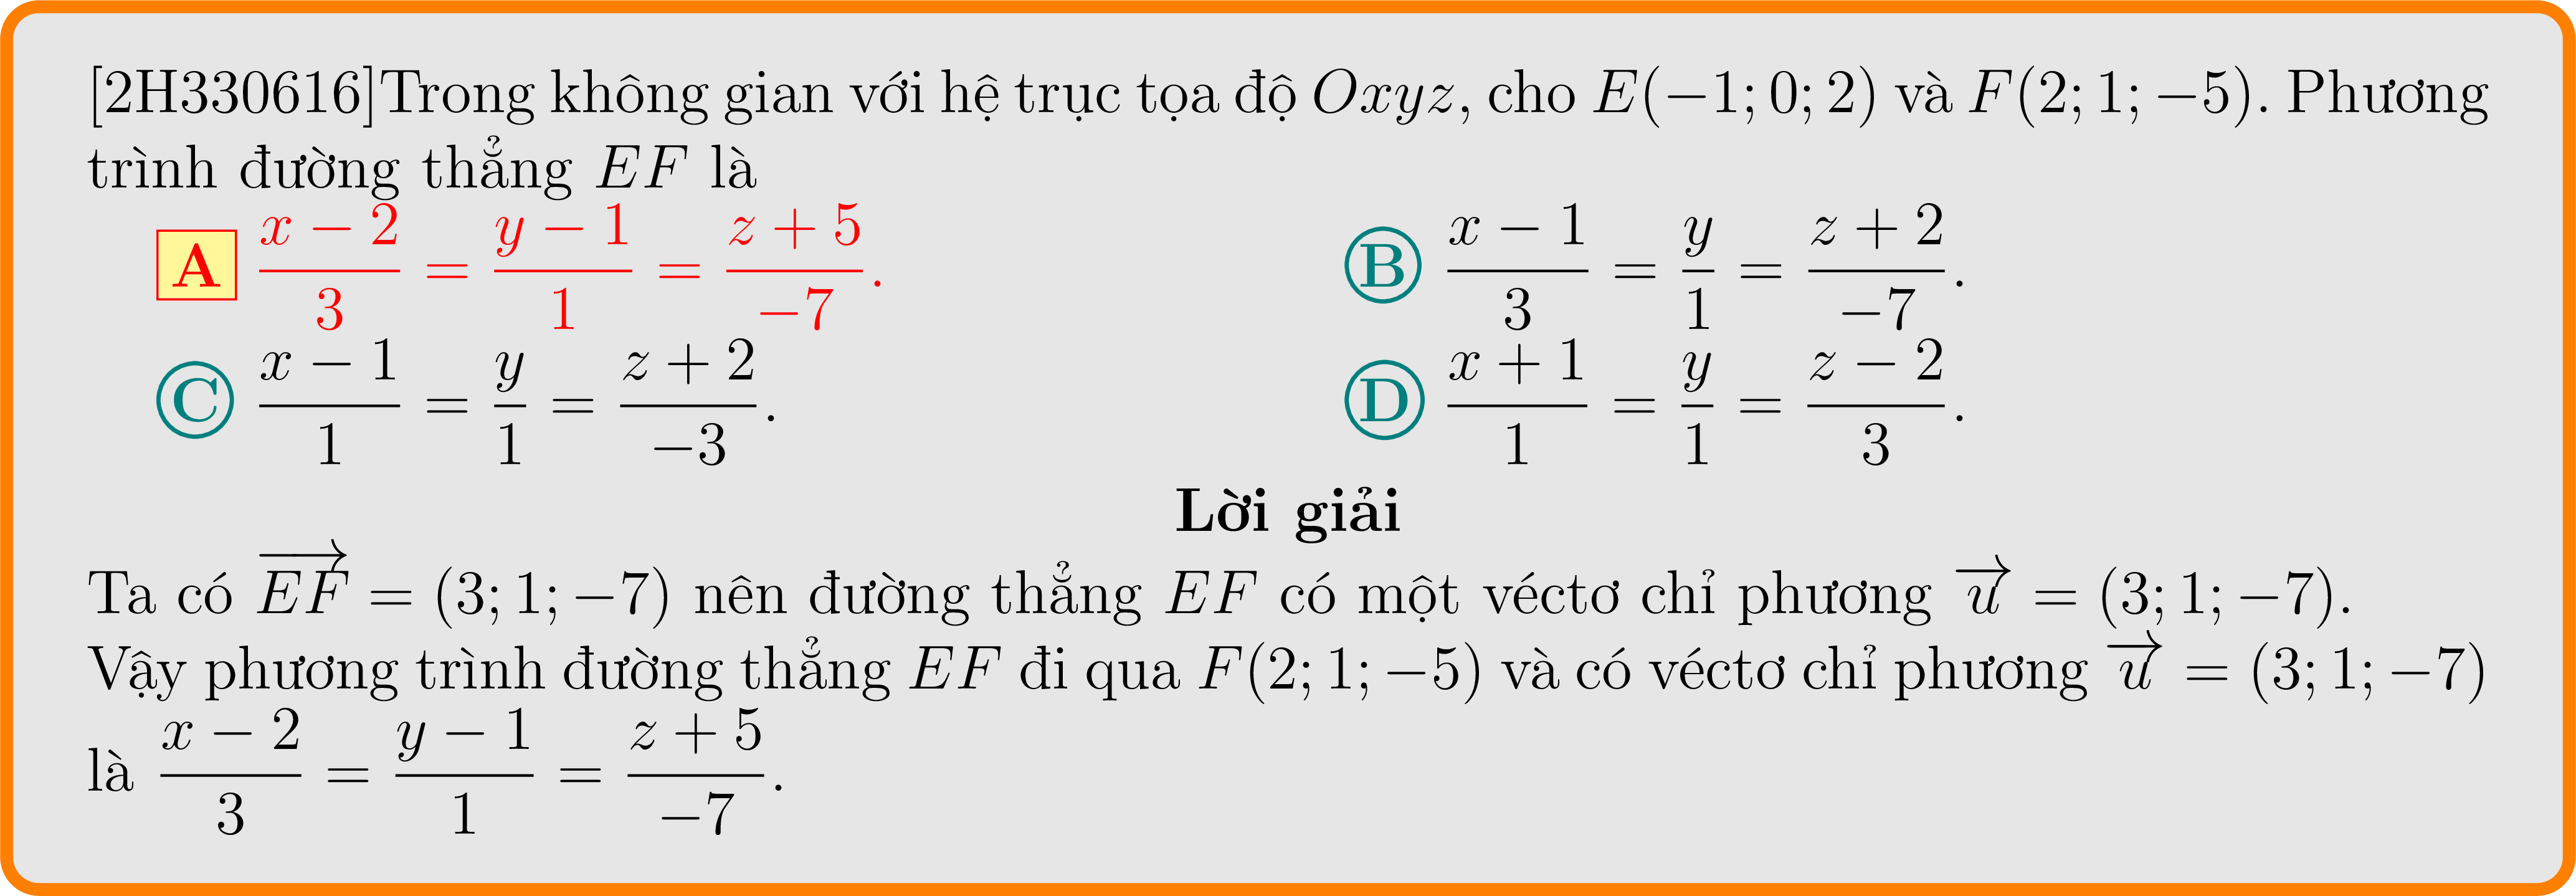 [2H330616]Trong không gian với hệ trục tọa độ Oxyz, cho E(−1; 0; 2) và F(2; 1; −5). Phương
trình đường thẳng EF là
A \frac{x − 2}{3} = \frac{y − 1}{1} = \frac{z + 5}{−7}. B \frac{x − 1}{3} = \frac{y}{1} = \frac{z + 2}{−7}.
C \frac{x − 1}{1} = \frac{y}{1} = \frac{z + 2}{−3}. D \frac{x + 1}{1} = \frac{y}{1} = \frac{z − 2}{3}.
Lời giải
Ta có \overrightarrow{EF} = (3; 1; −7) nên đường thẳng EF có một véctơ chỉ phương \overrightarrow{u} = (3; 1; −7).
Vậy phương trình đường thẳng EF đi qua F(2; 1; −5) và có véctơ chỉ phương \overrightarrow{u} = (3; 1; −7)
là \frac{x − 2}{3} = \frac{y − 1}{1} = \frac{z + 5}{−7}.